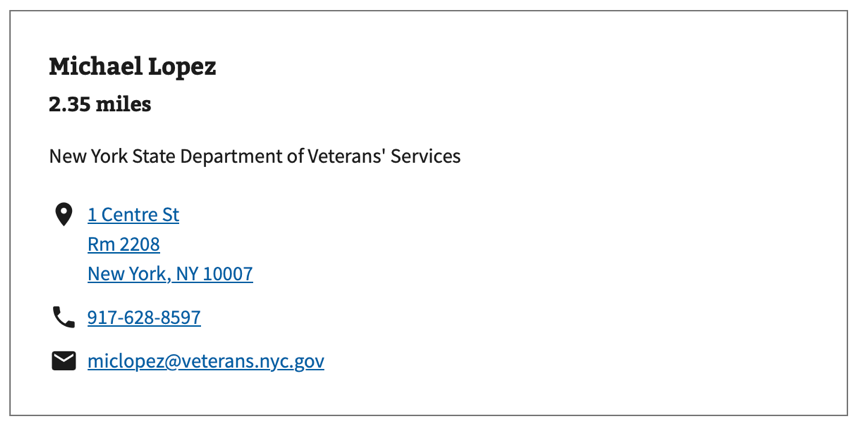 Michael Lopez
2.35 miles
New York State Department of Veterans' Services
1 Centre St
Rm 2208
New York, NY 10007
917-628-8597
miclopez@veterans.nyc.gov